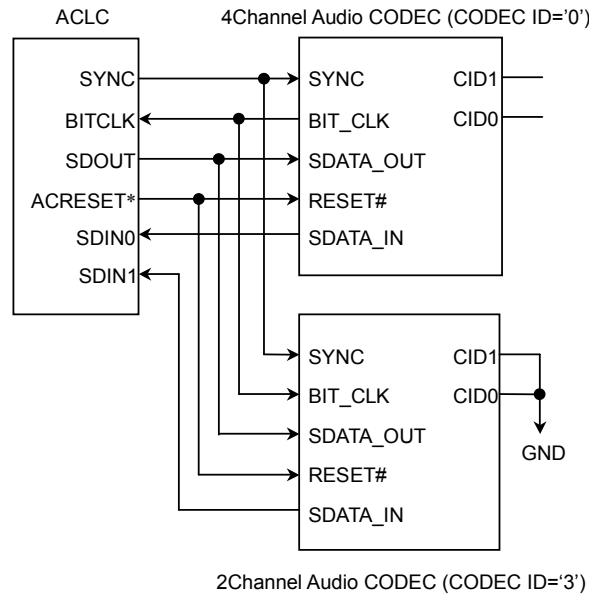 ACLC
4Channel Audio CODEC (CODEC ID='0')
SYNC
BITCLK
SDOUT
ACRESET*
SDIN0
SDIN1
SYNC
BIT_CLK
SDATA_OUT
RESET#
SDATA_IN
CID1
CID0
SYNC
BIT_CLK
SDATA_OUT
RESET#
SDATA_IN
CID1
CID0
GND
2Channel Audio CODEC (CODEC ID=‘3’)